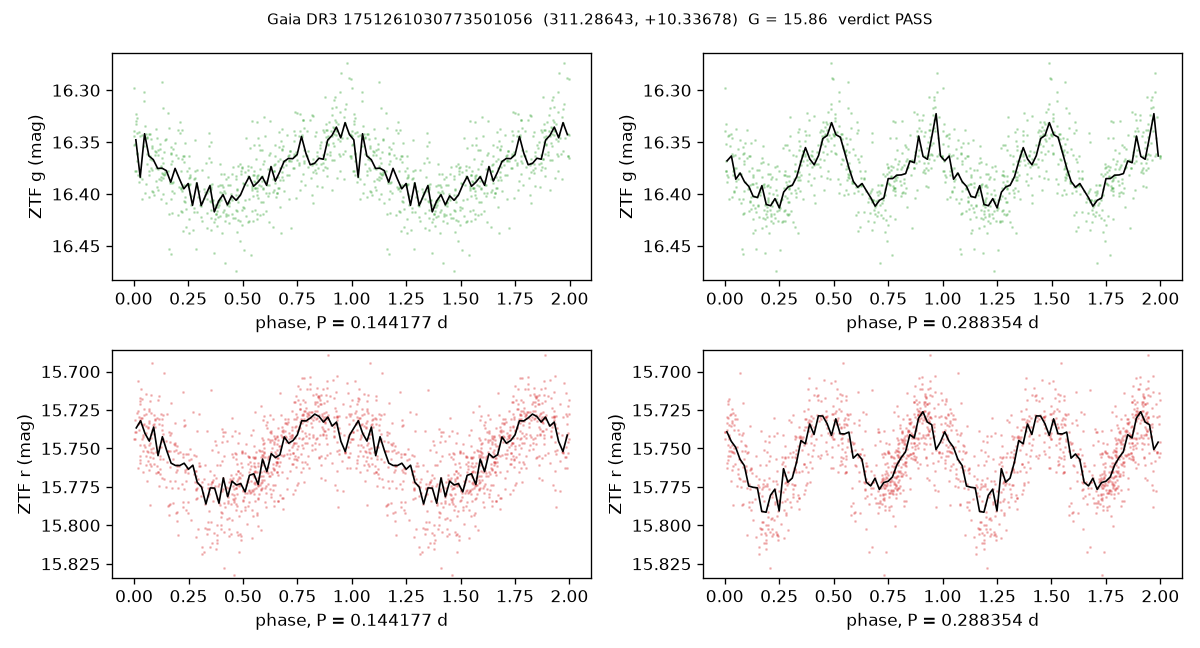 Gaia DR3 1751261030773501056 (311.28643, +10.33678) G = 15.86 verdict PASS
ZTF g (mag)
16.30
16.35
16.40
16.45
0.00 0.25 0.50 0.75 1.00 1.25 1.50 1.75 2.00
phase, P = 0.144177 d
ZTF g (mag)
16.30
16.35
16.40
16.45
0.00 0.25 0.50 0.75 1.00 1.25 1.50 1.75 2.00
phase, P = 0.288354 d
ZTF r (mag)
15.700
15.725
15.750
15.775
15.800
15.825
0.00 0.25 0.50 0.75 1.00 1.25 1.50 1.75 2.00
phase, P = 0.144177 d
ZTF r (mag)
15.700
15.725
15.750
15.775
15.800
15.825
0.00 0.25 0.50 0.75 1.00 1.25 1.50 1.75 2.00
phase, P = 0.288354 d